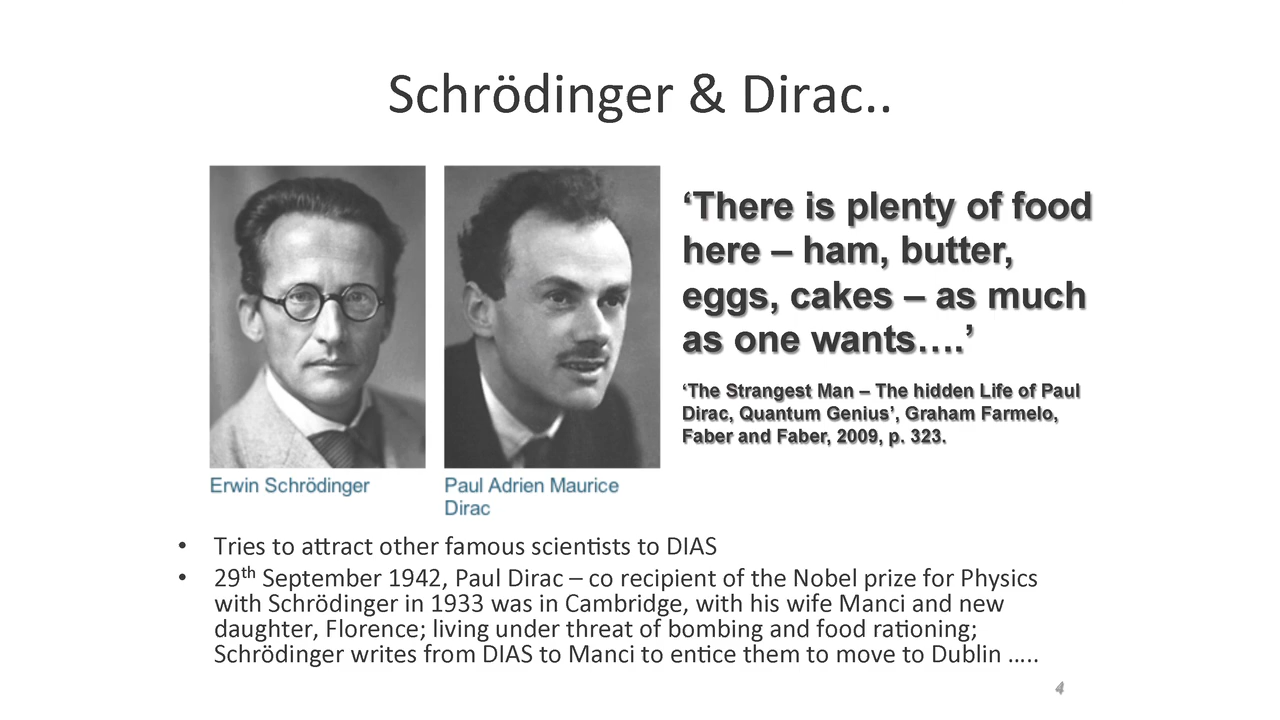 Schrödinger & Dirac..
‘There is plenty of food
here – ham, butter,
eggs, cakes – as much
as one wants….’
‘The Strangest Man – The hidden Life of Paul
Dirac, Quantum Genius’, Graham Farmelo,
Faber and Faber, 2009, p. 323.
Erwin Schrödinger
Paul Adrien Maurice
Dirac
• Tries to attract other famous scientists to DIAS
• 29th September 1942, Paul Dirac – co recipient of the Nobel prize for Physics
with Schrödinger in 1933 was in Cambridge, with his wife Manci and new
daughter, Florence; living under threat of bombing and food rationing;
Schrödinger writes from DIAS to Manci to entice them to move to Dublin …..
4